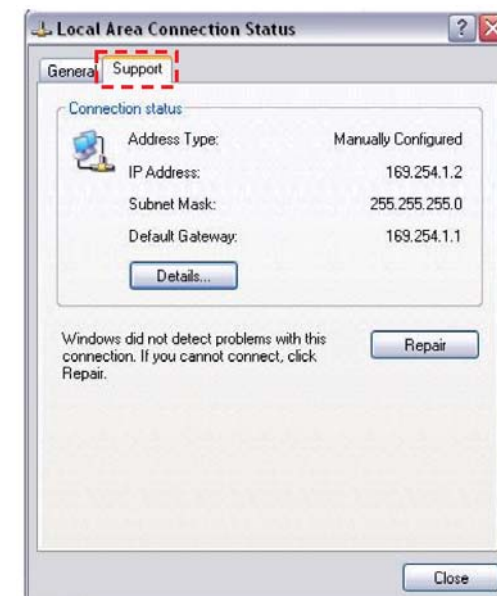 Local Area Connection Status
General Support
Connection status
Address Type: Manually Configured
IP Address: 169.254.1.2
Subnet Mask: 255.255.255.0
Default Gateway: 169.254.1.1
Details...
Windows did not detect problems with this
connection. If you cannot connect, click
Repair.
Repair
Close